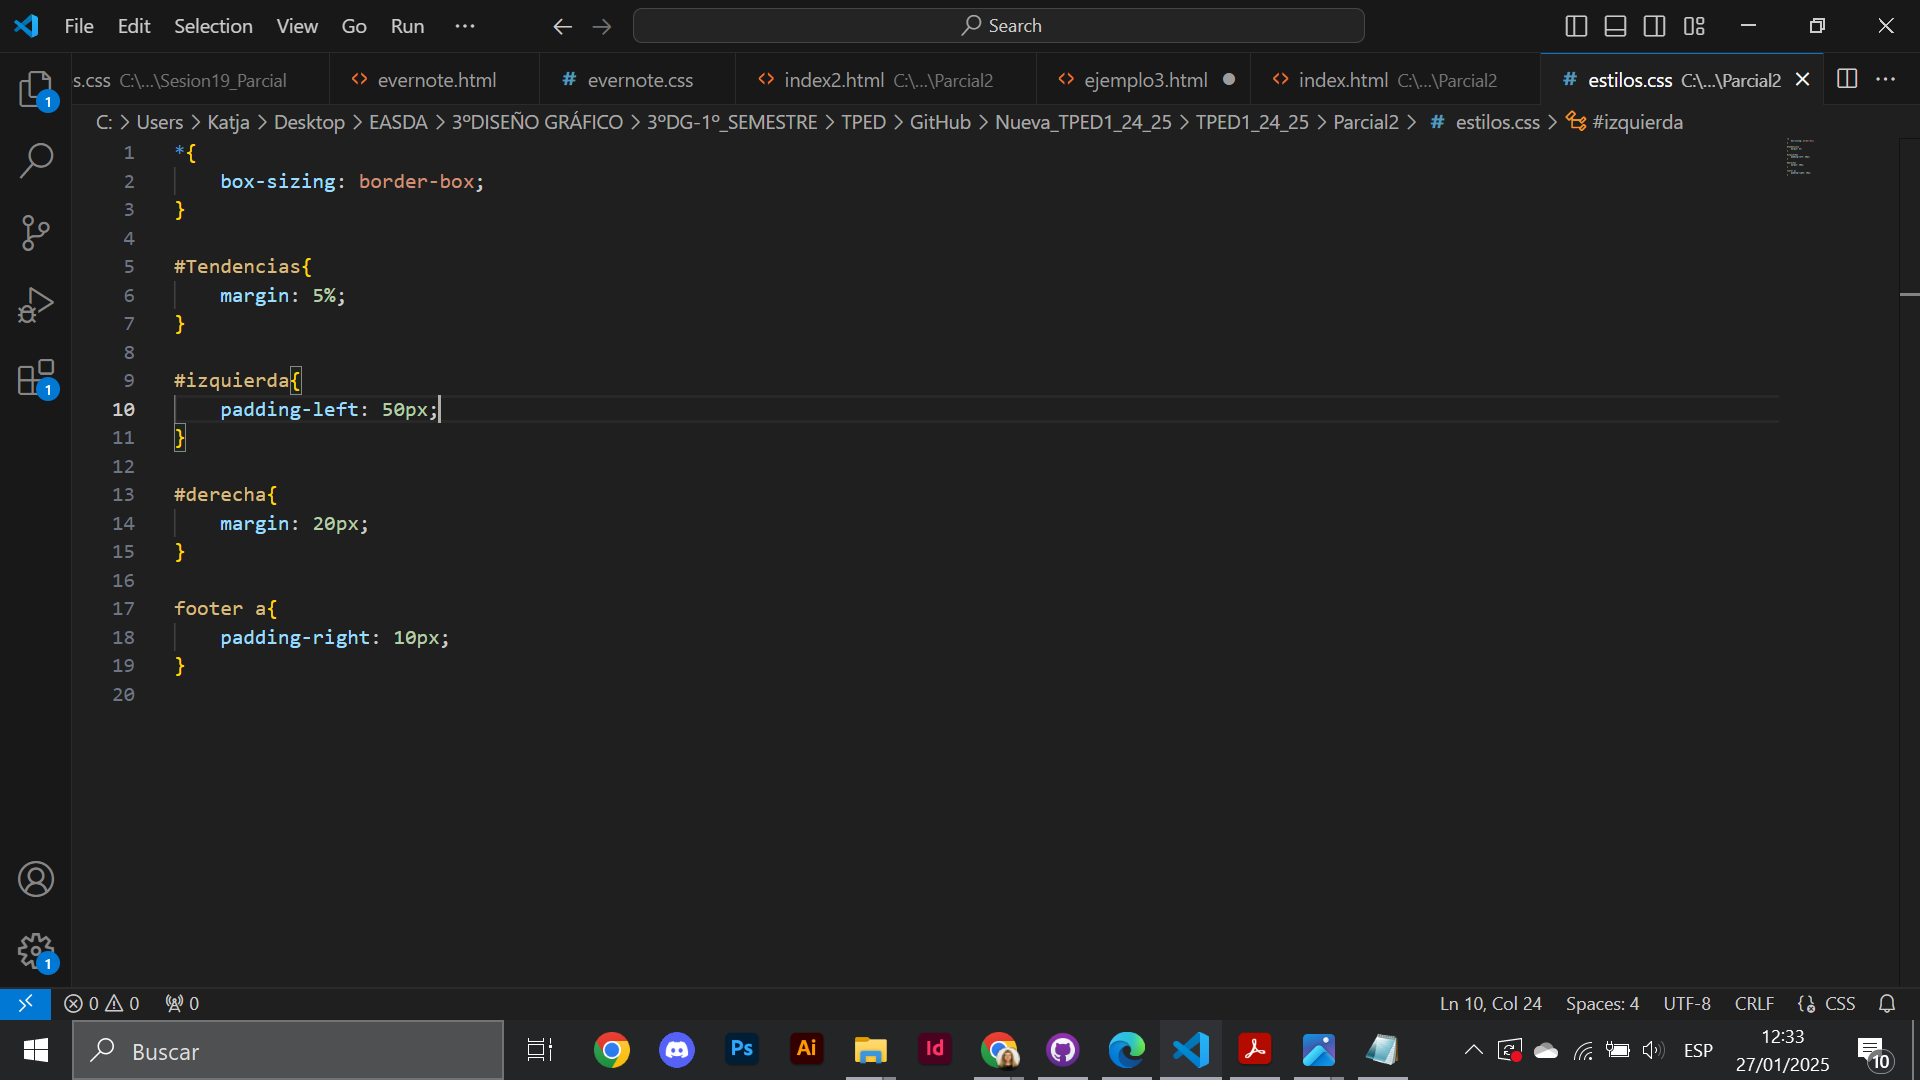 File Edit Selection View Go Run ··· Search
s.css C:\...\Sesion19_Parcial evernote.html # evernote.css index2.html C:\...\Parcial2 ejemplo3.html index.html C:\...\Parcial2 # estilos.css C:\...\Parcial2
C: > Users > Katja > Desktop > EASDA > 3ºDISEÑO GRÁFICO > 3ºDG-1º_SEMESTRE > TPED > GitHub > Nueva_TPED1_24_25 > TPED1_24_25 > Parcial2 > # estilos.css > #izquierda
1 *{
2 box-sizing: border-box;
3 }
4
5 #Tendencias{
6 margin: 5%;
7 }
8
9 #izquierda{
10 padding-left: 50px;
11 }
12
13 #derecha{
14 margin: 20px;
15 }
16
17 footer a{
18 padding-right: 10px;
19 }
20
1
1
1
0 0 0 Ln 10, Col 24 Spaces: 4 UTF-8 CRLF {} CSS
Buscar Ps Ai Id ESP 12:33
27/01/2025 10